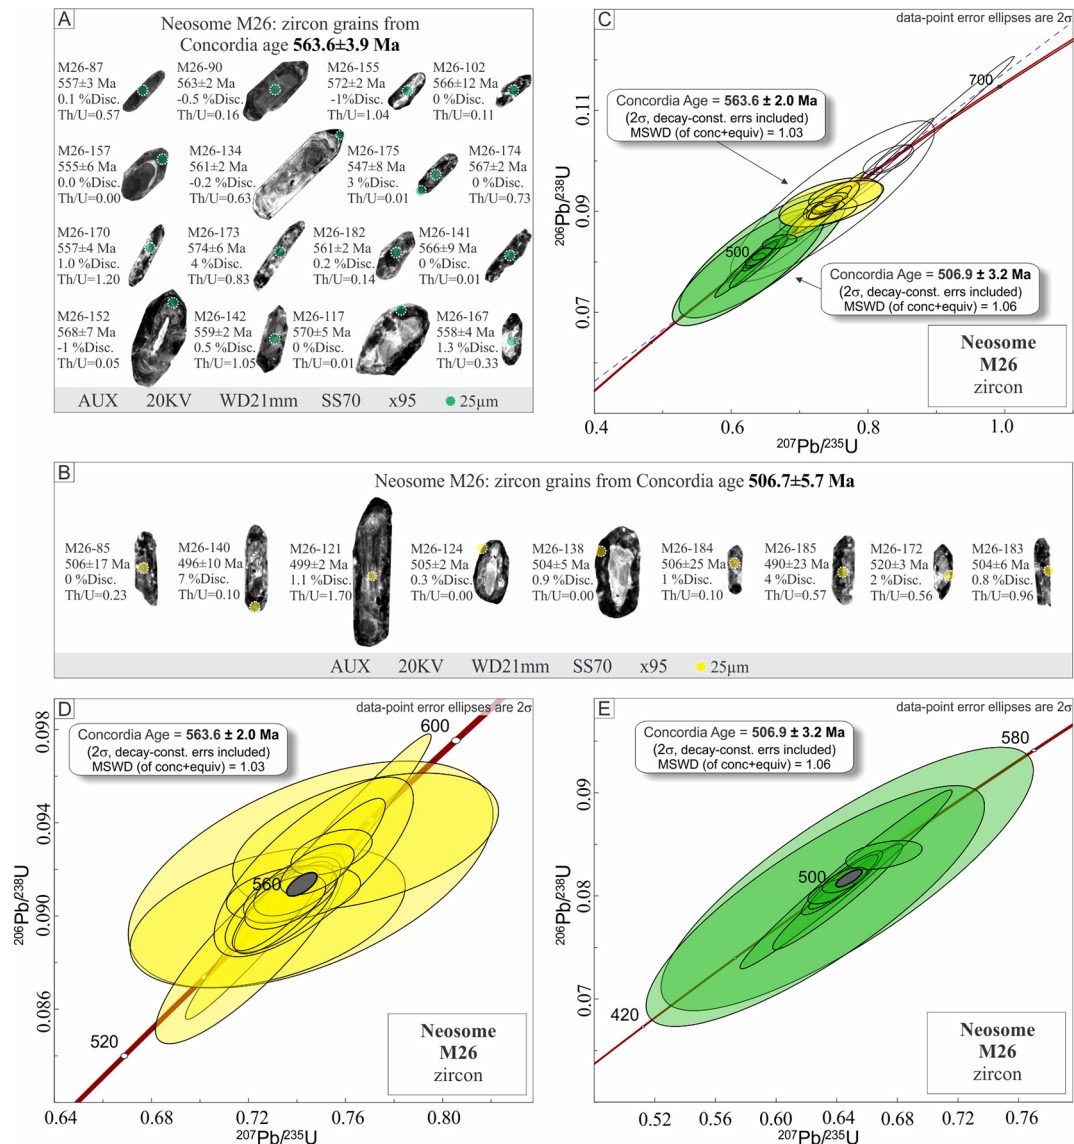 A
Neosome M26: zircon grains from
Concordia age 563.6±3.9 Ma
M26-87
557±3 Ma
0.1 %Disc.
Th/U=0.57
M26-90
563±2 Ma
-0.5 %Disc.
Th/U=0.16
M26-155
572±2 Ma
-1%Disc.
Th/U=1.04
M26-102
566±12 Ma
0 %Disc.
Th/U=0.11
M26-157
555±6 Ma
0.0 %Disc.
Th/U=0.00
M26-134
561±2 Ma
-0.2 %Disc.
Th/U=0.63
M26-175
547±8 Ma
3 %Disc.
Th/U=0.01
M26-174
567±2 Ma
0 %Disc.
Th/U=0.73
M26-170
557±4 Ma
1.0 %Disc.
Th/U=1.20
M26-173
574±6 Ma
4 %Disc.
Th/U=0.83
M26-182
561±2 Ma
0.2 %Disc.
Th/U=0.14
M26-141
566±9 Ma
0 %Disc.
Th/U=0.01
M26-152
568±7 Ma
-1 %Disc.
Th/U=0.05
M26-142
559±2 Ma
0.5 %Disc.
Th/U=1.05
M26-117
570±5 Ma
0 %Disc.
Th/U=0.01
M26-167
558±4 Ma
1.3 %Disc.
Th/U=0.33
AUX 20KV WD21mm SS70 x95 25µm
C
data-point error ellipses are 2σ
700
Concordia Age = 563.6 ± 2.0 Ma
(2σ, decay-const. errs included)
MSWD (of conc+equiv) = 1.03
500
Concordia Age = 506.9 ± 3.2 Ma
(2σ, decay-const. errs included)
MSWD (of conc+equiv) = 1.06
Neosome
M26
zircon
0.11
0.09
0.07
206Pb/238U
0.4 0.6 0.8 1.0
207Pb/235U
B
Neosome M26: zircon grains from Concordia age 506.7±5.7 Ma
M26-85
506±17 Ma
0 %Disc.
Th/U=0.23
M26-140
496±10 Ma
7 %Disc.
Th/U=0.10
M26-121
499±2 Ma
1.1 %Disc.
Th/U=1.70
M26-124
505±2 Ma
0.3 %Disc.
Th/U=0.00
M26-138
504±5 Ma
0.9 %Disc.
Th/U=0.00
M26-184
506±25 Ma
1 %Disc.
Th/U=0.10
M26-185
490±23 Ma
4 %Disc.
Th/U=0.57
M26-172
520±3 Ma
2 %Disc.
Th/U=0.56
M26-183
504±6 Ma
0.8 %Disc.
Th/U=0.96
AUX 20KV WD21mm SS70 x95 25µm
D
data-point error ellipses are 2σ
Concordia Age = 563.6 ± 2.0 Ma
(2σ, decay-const. errs included)
MSWD (of conc+equiv) = 1.03
600
560
520
Neosome
M26
zircon
0.098
0.094
0.090
0.086
206Pb/238U
0.64 0.68 0.72 0.76 0.80
207Pb/235U
E
data-point error ellipses are 2σ
Concordia Age = 506.9 ± 3.2 Ma
(2σ, decay-const. errs included)
MSWD (of conc+equiv) = 1.06
580
500
420
Neosome
M26
zircon
0.09
0.08
0.07
206Pb/238U
0.52 0.56 0.60 0.64 0.68 0.72 0.76
207Pb/235U